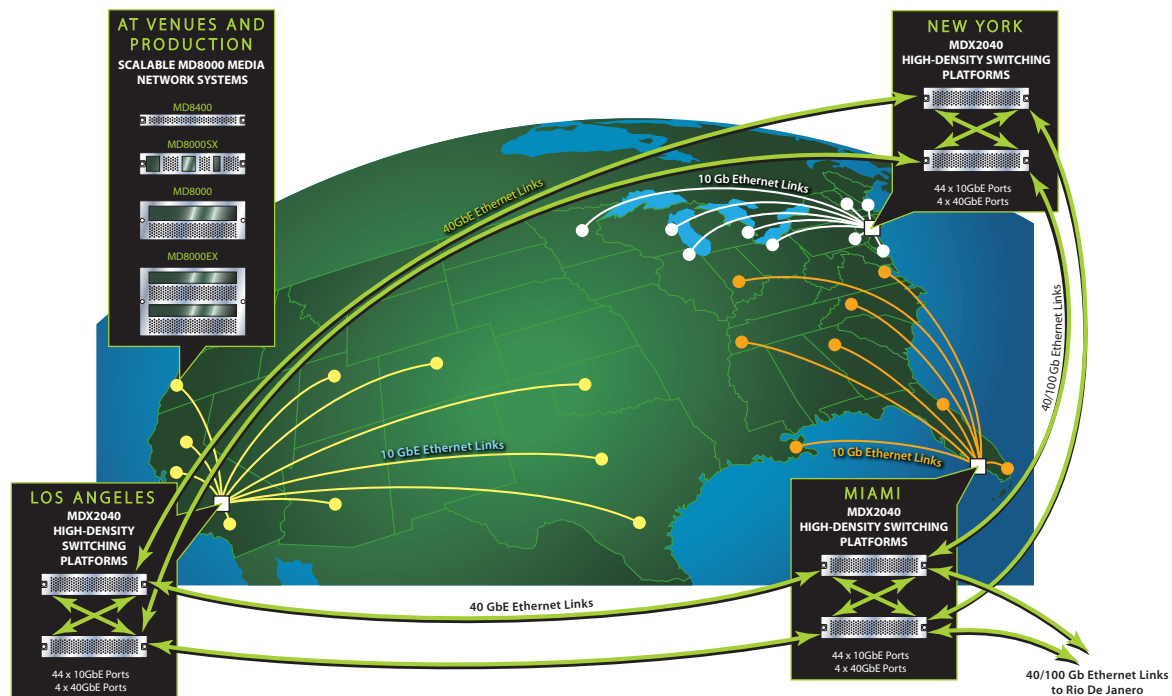 AT VENUES AND
PRODUCTION
SCALABLE MD8000 MEDIA
NETWORK SYSTEMS
MD8400
MD8000SX
MD8000
MD8000EX
NEW YORK
MDX2040
HIGH-DENSITY SWITCHING
PLATFORMS
44 x 10GbE Ports
4 x 40GbE Ports
40GbE Ethernet Links
10 Gb Ethernet Links
40/100 Gb Ethernet Links
10 GbE Ethernet Links
10 Gb Ethernet Links
LOS ANGELES
MDX2040
HIGH-DENSITY
SWITCHING
PLATFORMS
44 x 10GbE Ports
4 x 40GbE Ports
40 GbE Ethernet Links
MIAMI
MDX2040
HIGH-DENSITY SWITCHING
PLATFORMS
44 x 10GbE Ports
4 x 40GbE Ports
40/100 Gb Ethernet Links
to Rio De Janero